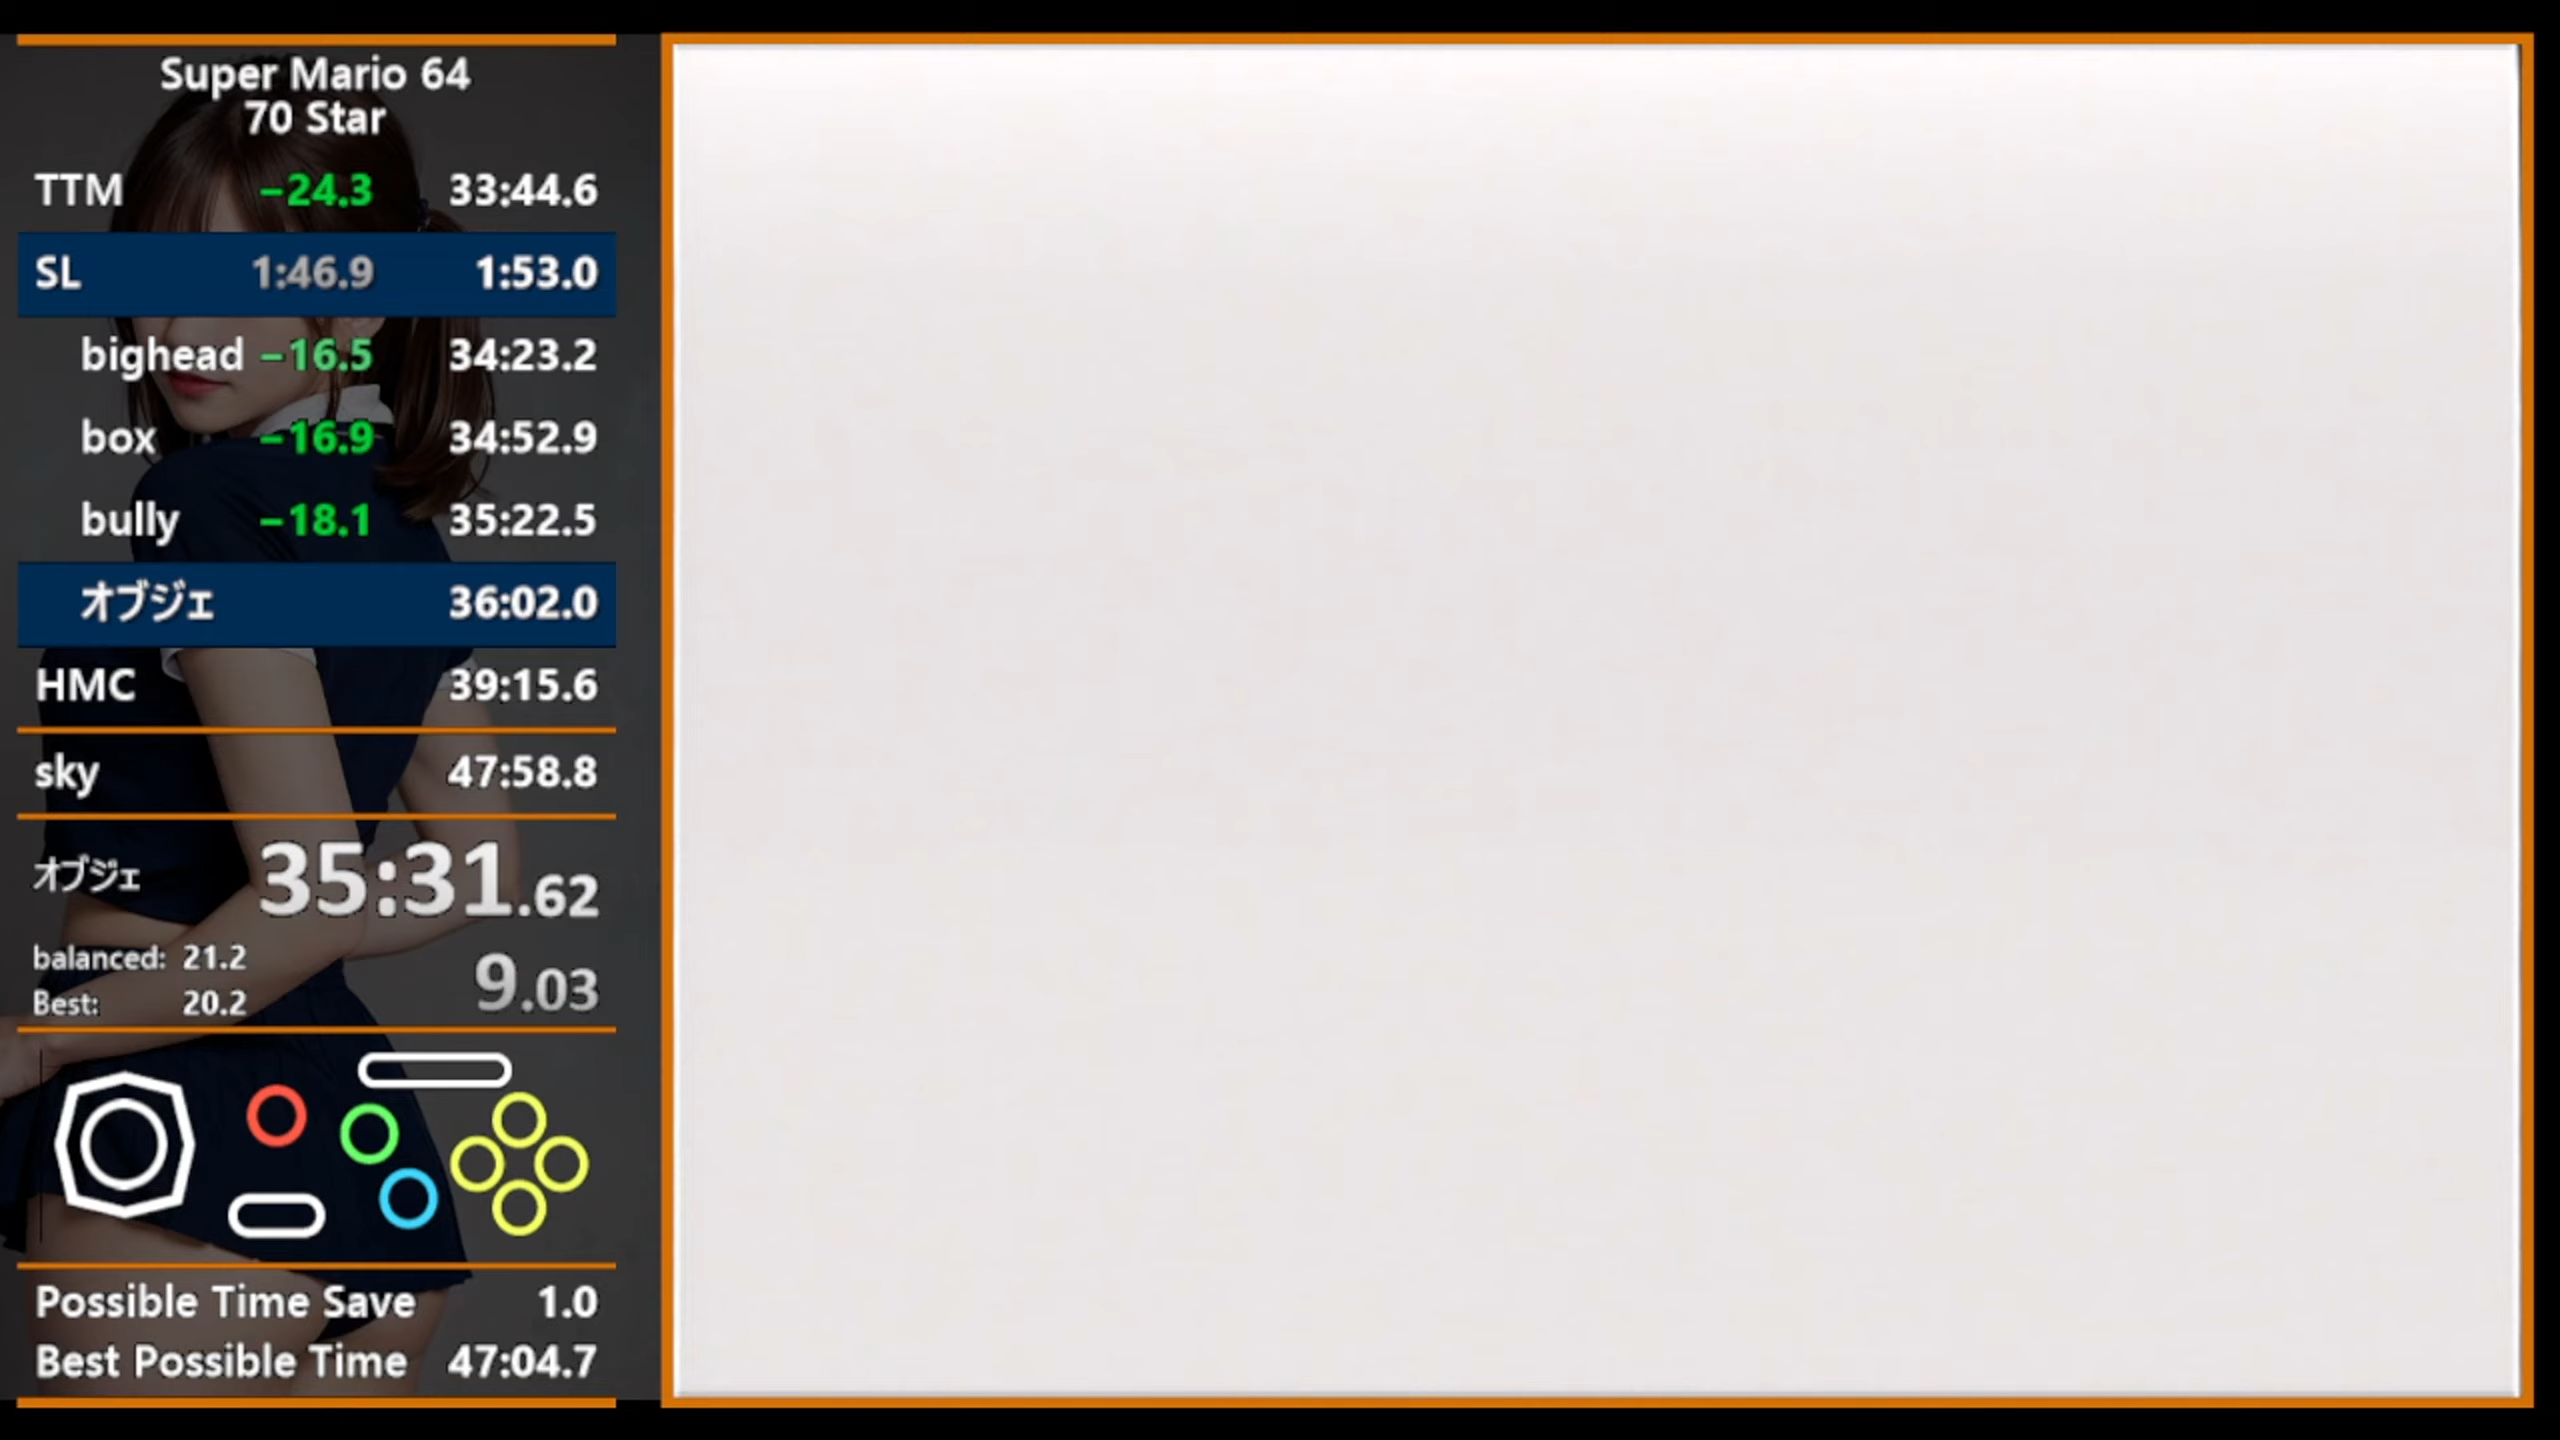 Super Mario 64
70 Star
TTM −24.3 33:44.6
SL 1:46.9 1:53.0
bighead −16.5 34:23.2
box −16.9 34:52.9
bully −18.1 35:22.5
オブジェ 36:02.0
HMC 39:15.6
sky 47:58.8
オブジェ 35:31.62
balanced: 21.2
Best: 20.2 9.03
Possible Time Save 1.0
Best Possible Time 47:04.7